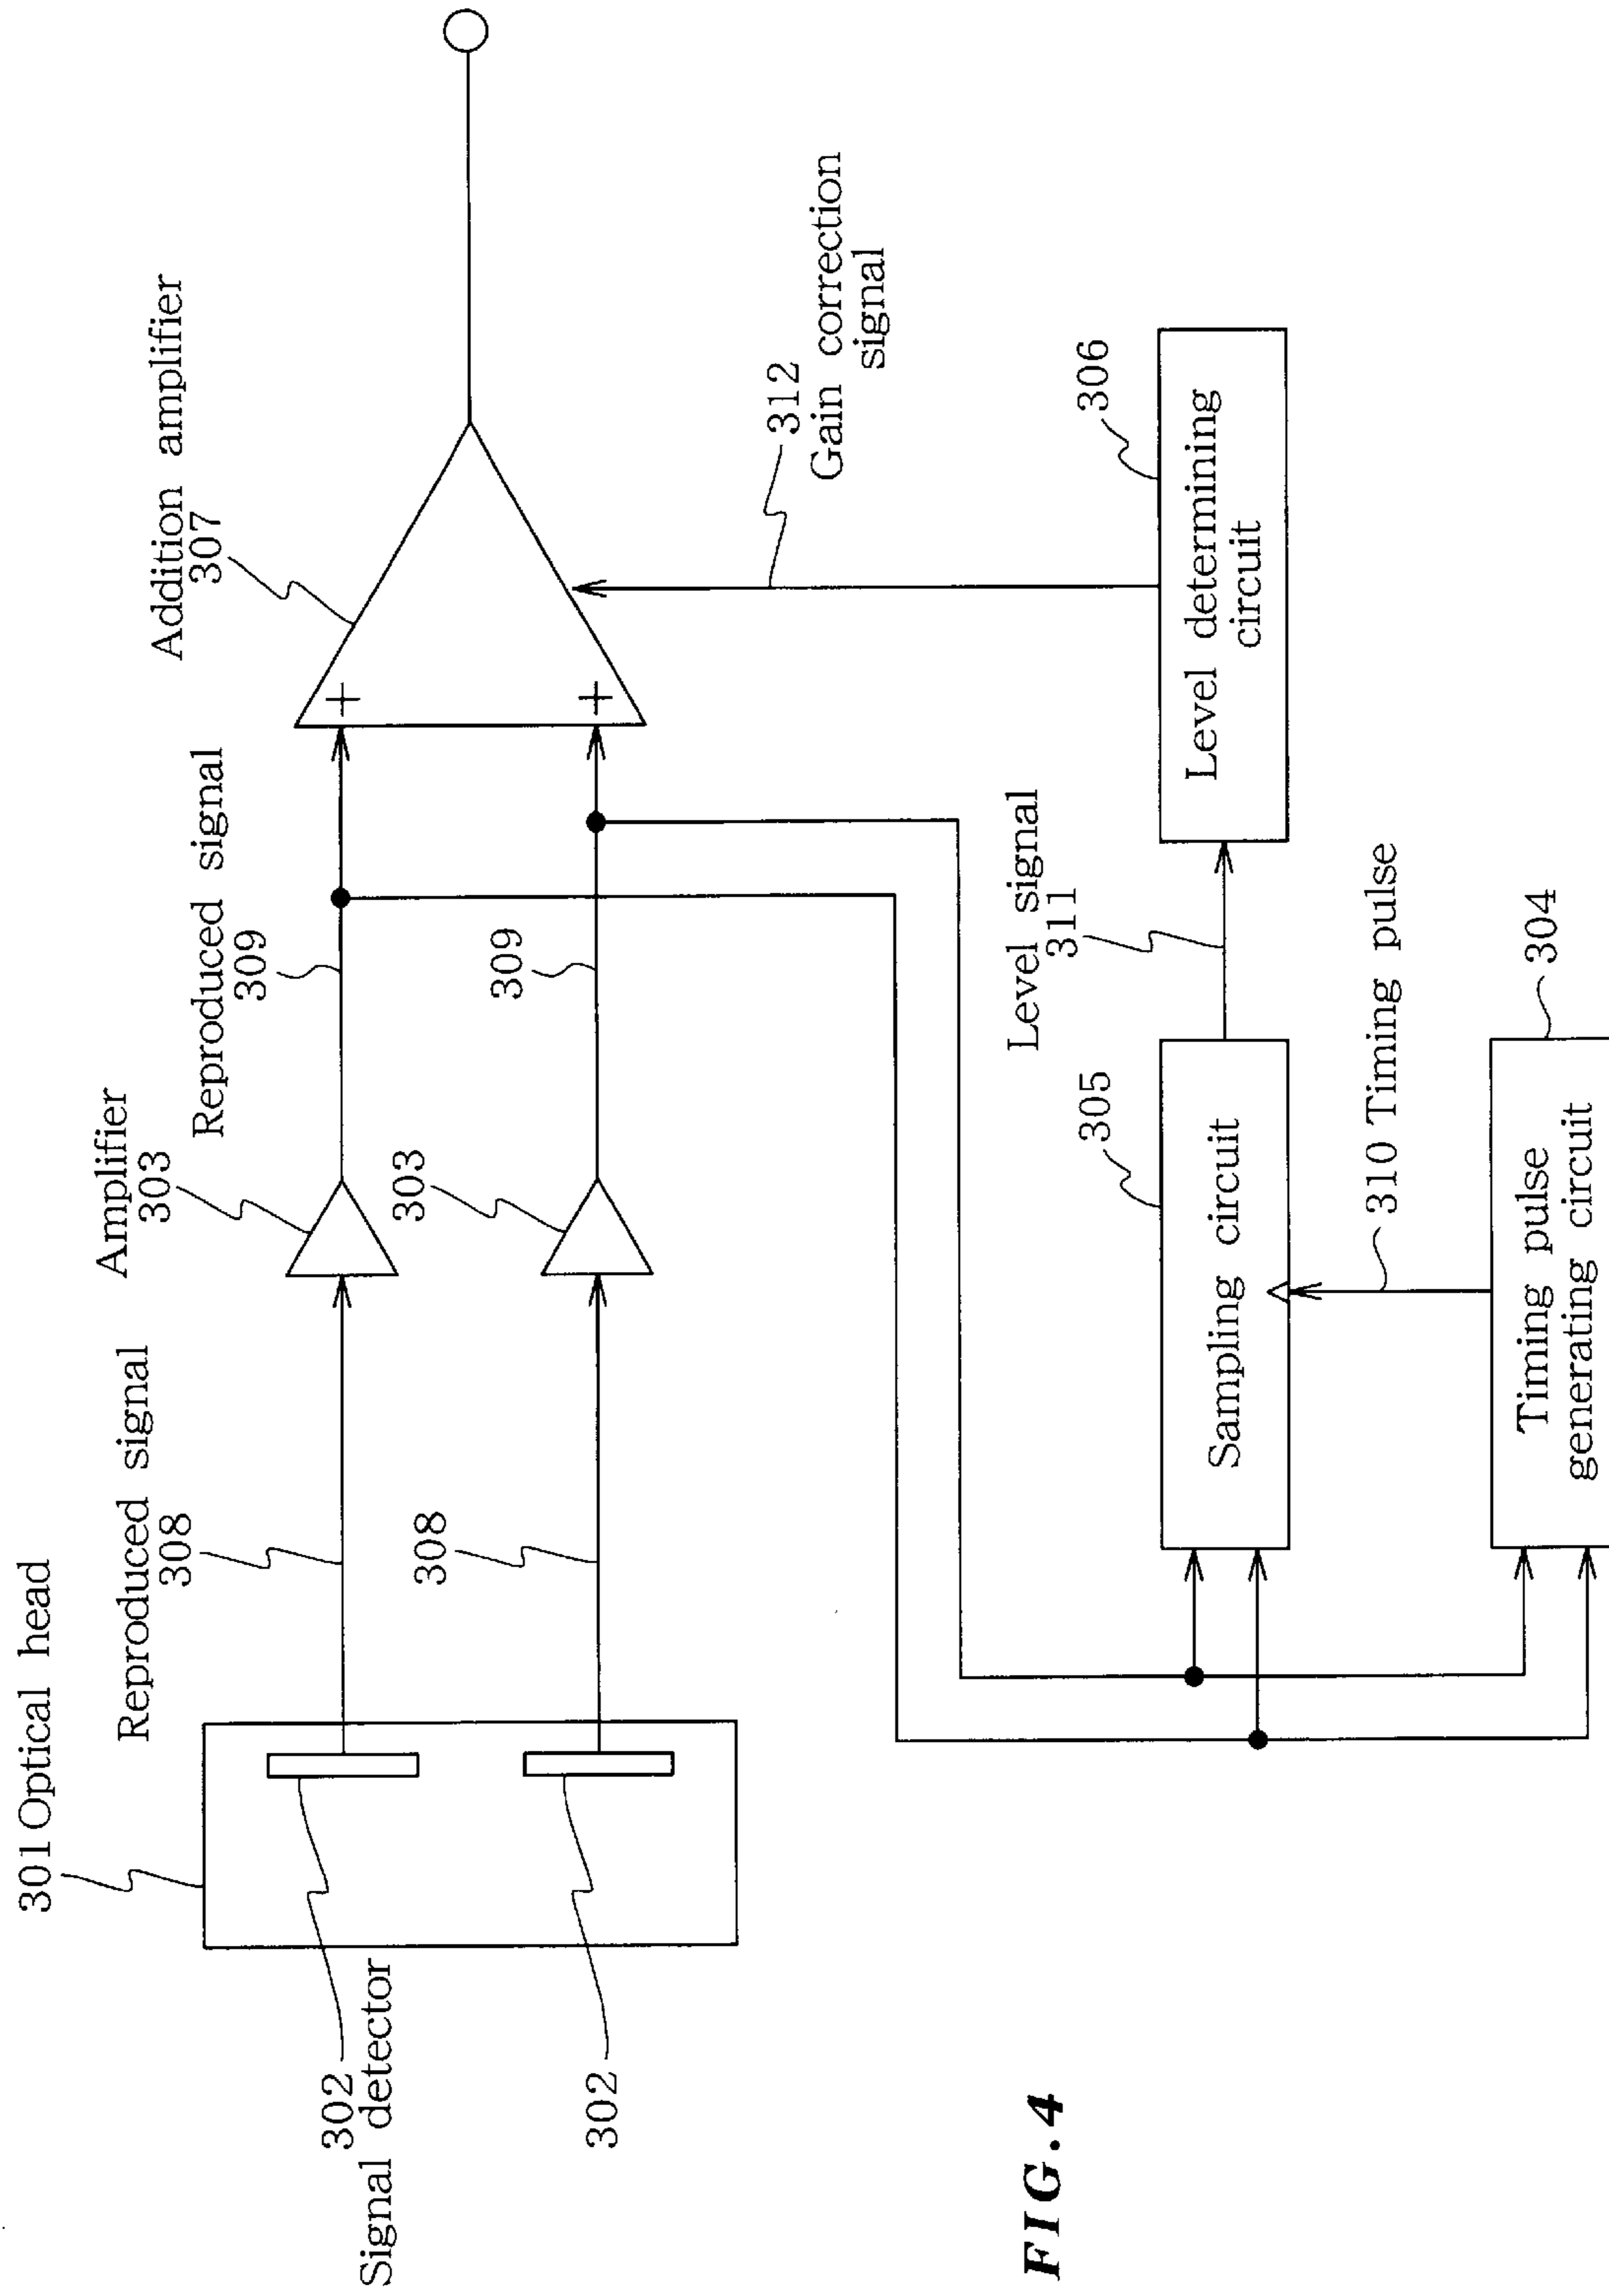 301 Optical head
Reproduced signal
308
308
302
Signal detector
302
Amplifier
303
303
Reproduced signal
309
309
Addition amplifier
307
+
+
312
Gain correction
signal
Level signal
311
306
Level determining
circuit
305
Sampling circuit
310 Timing pulse
304
Timing pulse
generating circuit
FIG.4